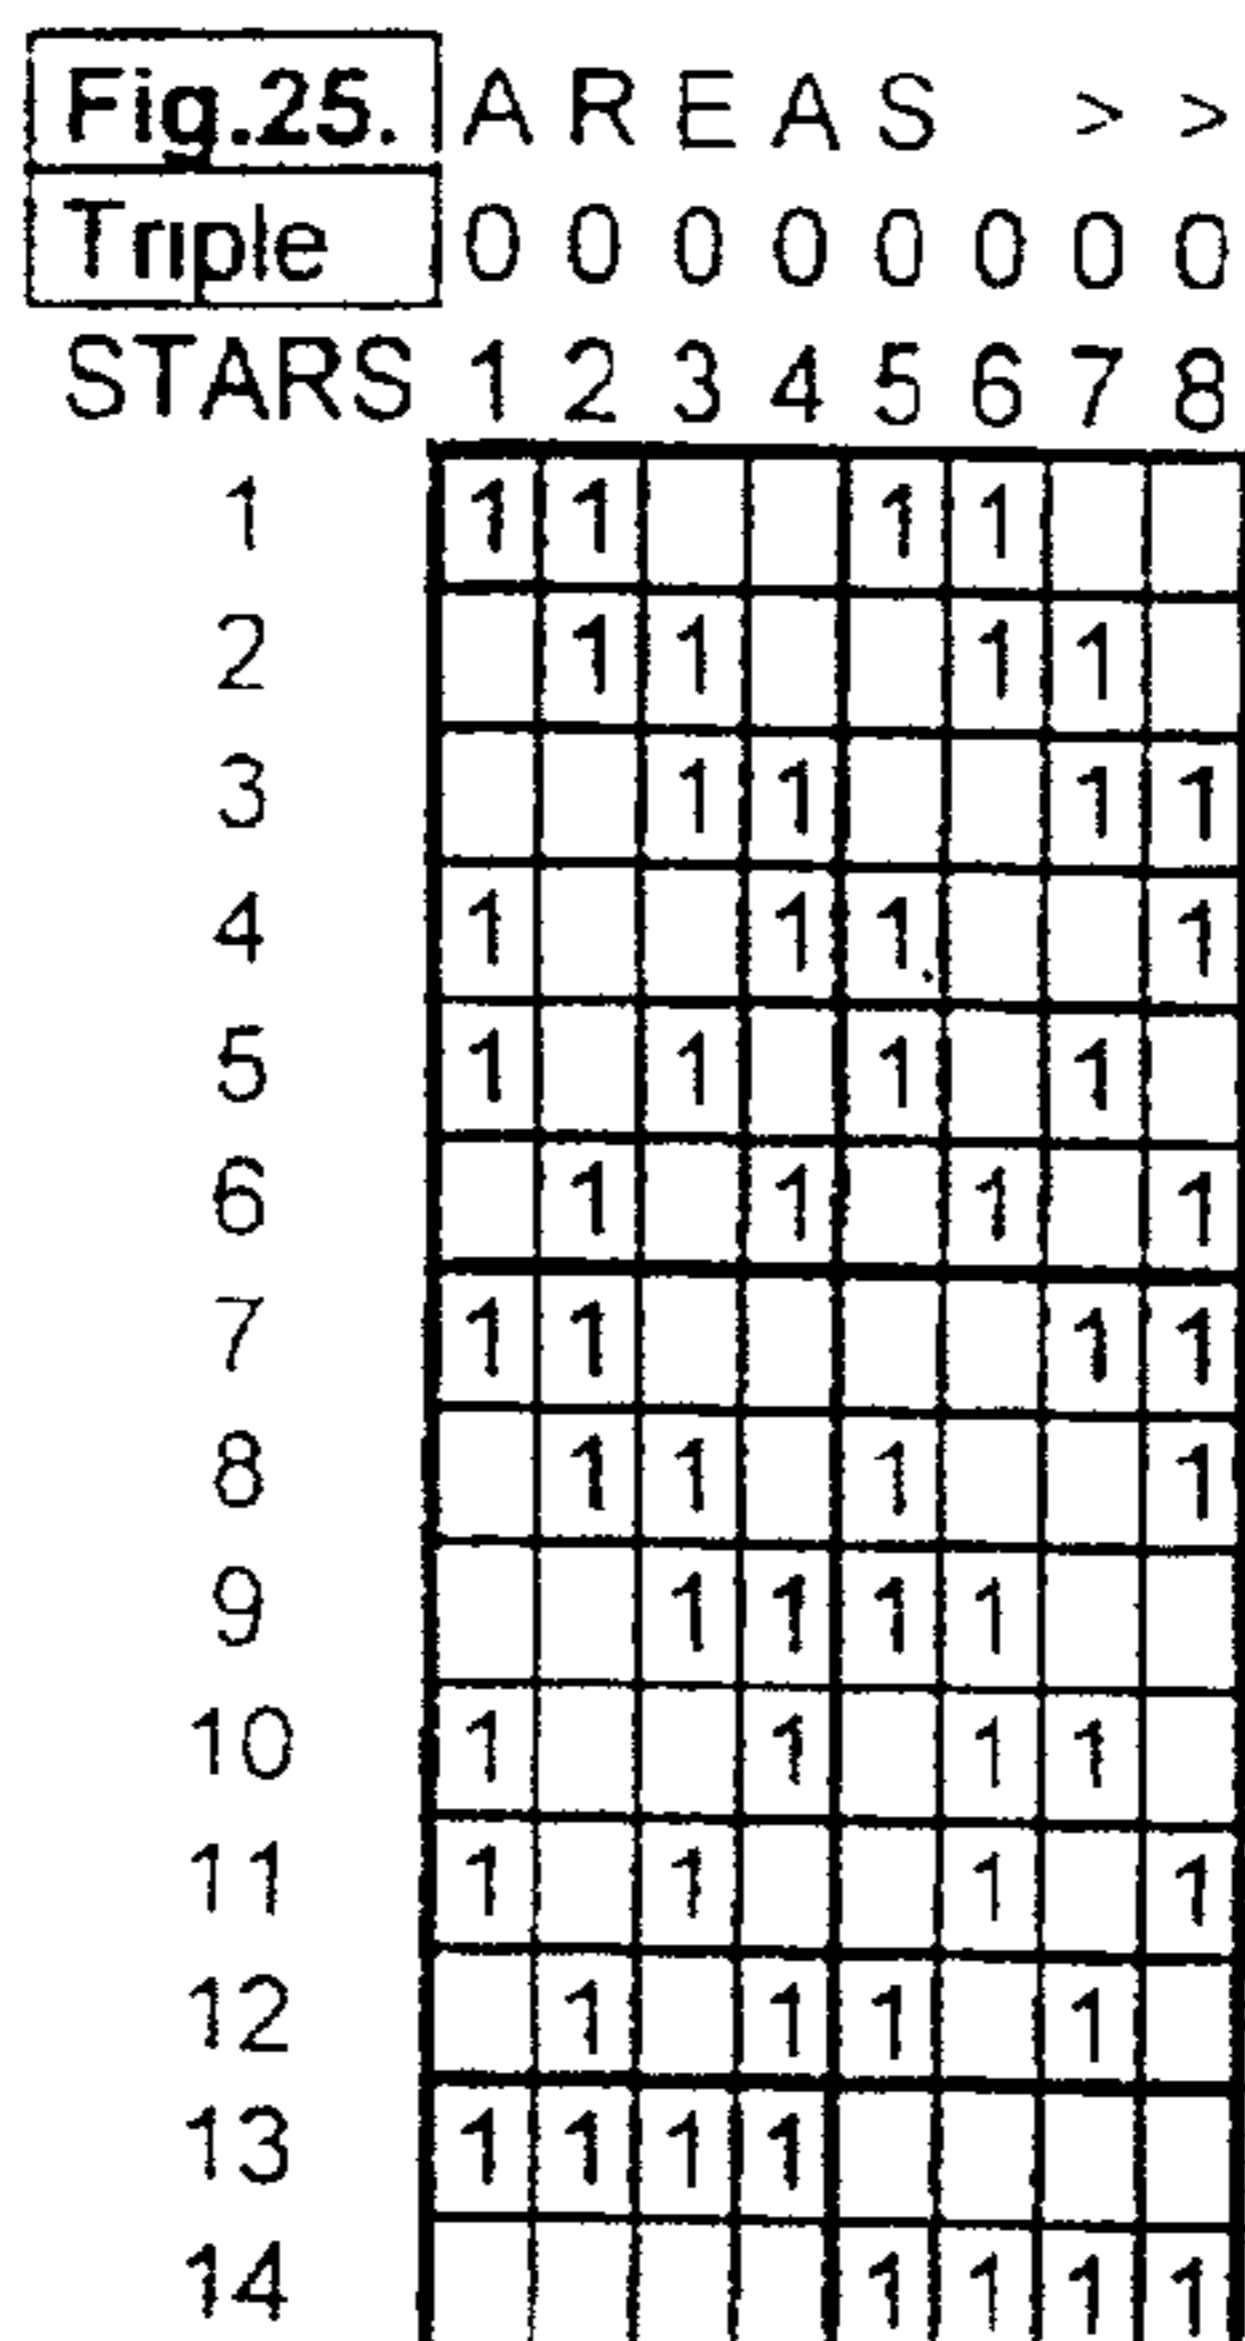 Fig.25. A R E A S > >
Triple 0 0 0 0 0 0 0 0
STARS 1 2 3 4 5 6 7 8
1 1 1 1 1
2 1 1 1 1
3 1 1 1 1
4 1 1 1 1
5 1 1 1 1
6 1 1 1 1
7 1 1 1 1
8 1 1 1 1
9 1 1 1 1
10 1 1 1 1
11 1 1 1 1
12 1 1 1 1
13 1 1 1 1
14 1 1 1 1